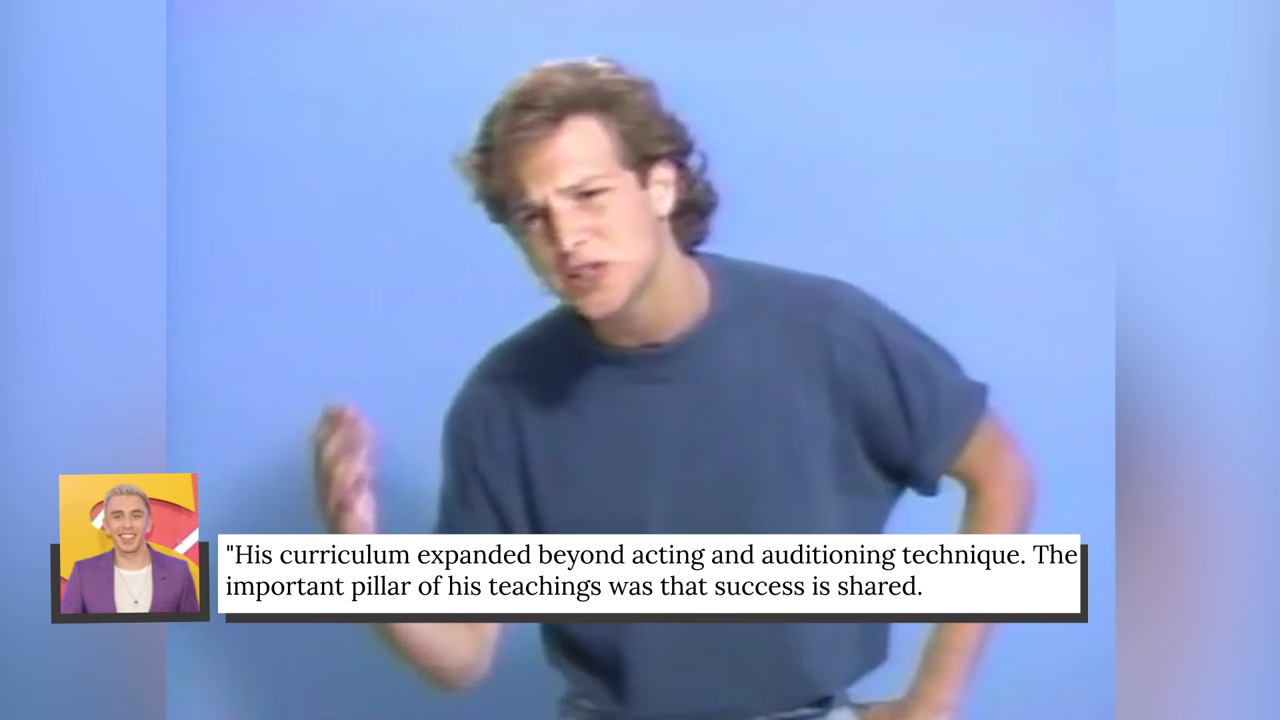 "His curriculum expanded beyond acting and auditioning technique. The
important pillar of his teachings was that success is shared.